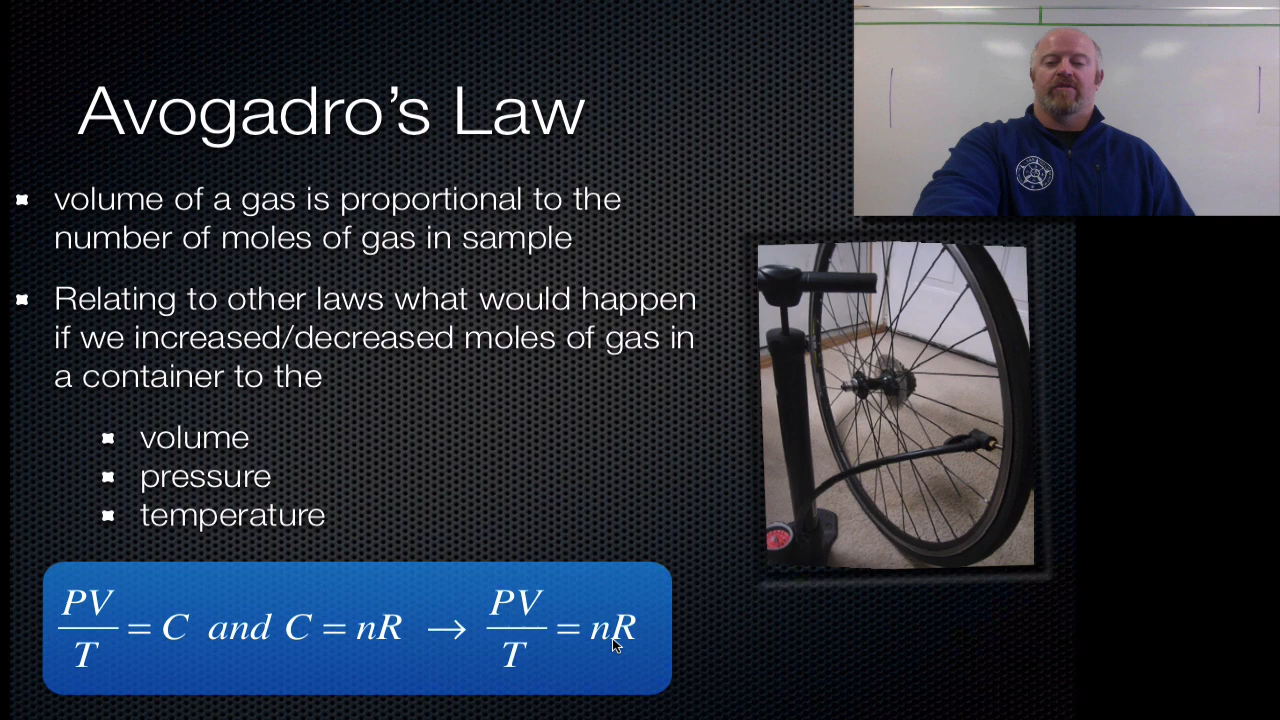 Avogadro's Law
volume of a gas is proportional to the
number of moles of gas in sample
Relating to other laws what would happen
if we increased/decreased moles of gas in
a container to the
volume
pressure
temperature
PV/T = C and C = nR → PV/T = nR